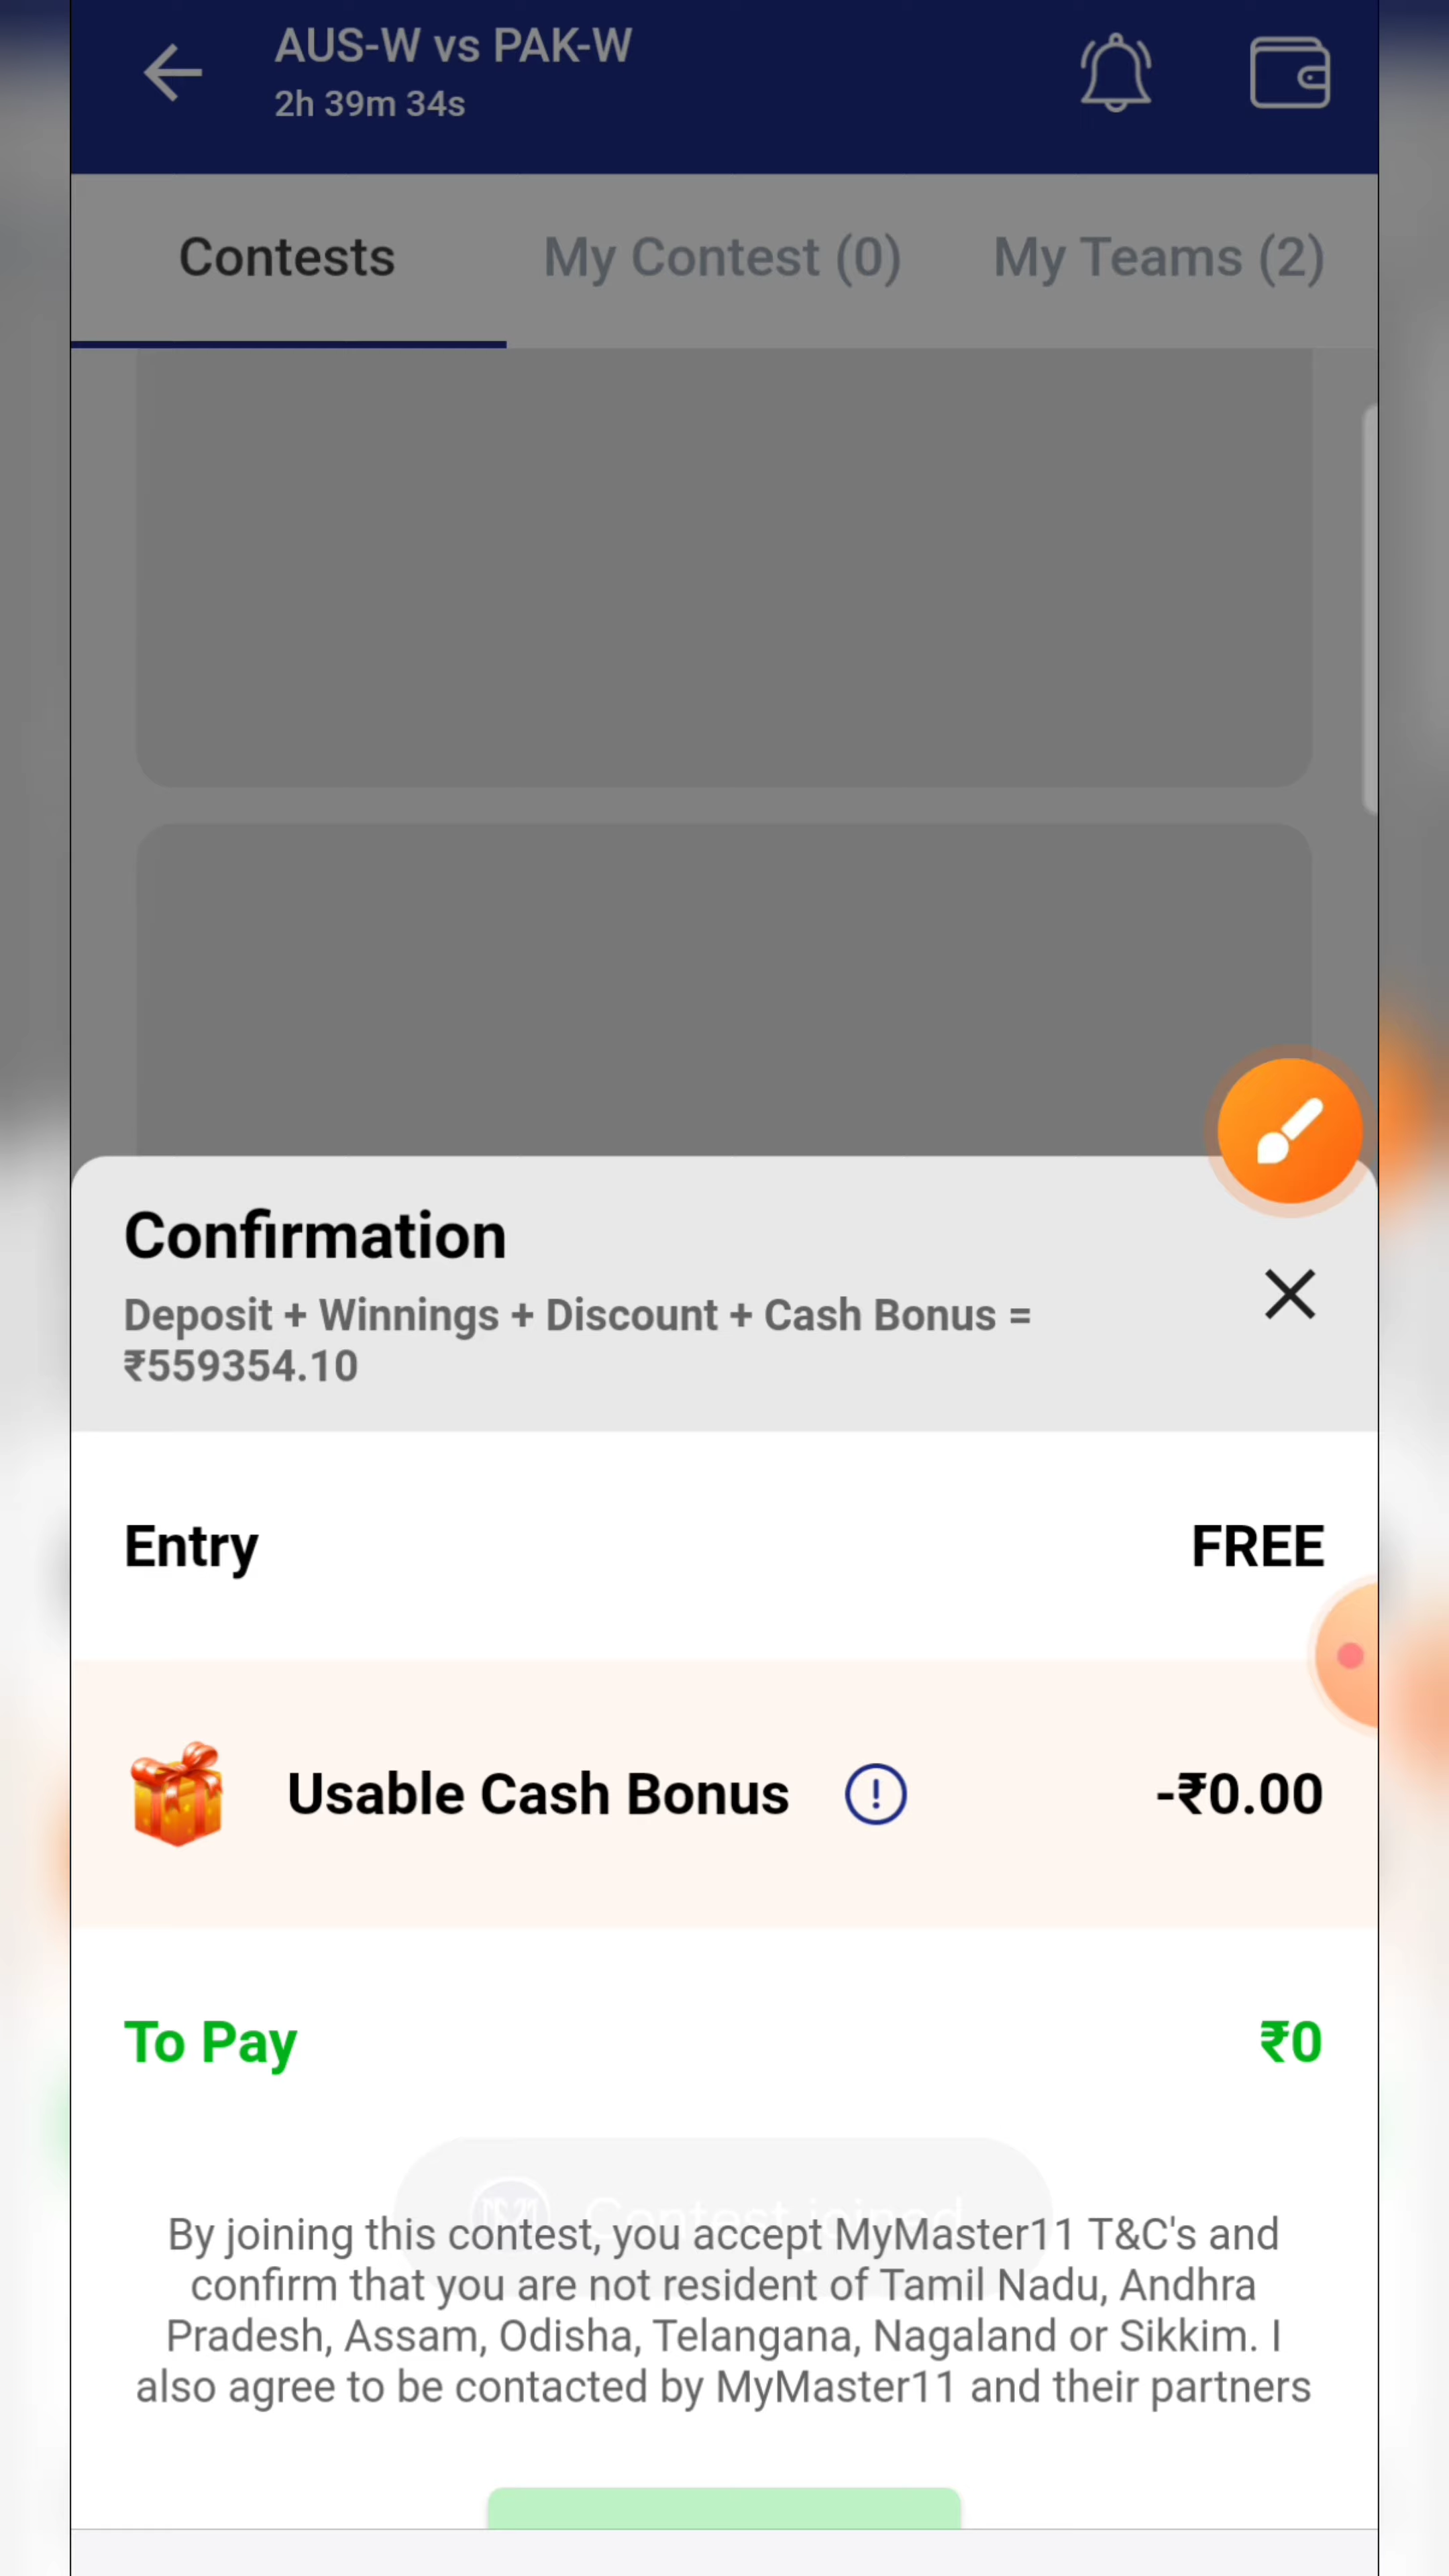 AUS-W vs PAK-W
2h 39m 34s
Contests
My Contest (0)
My Teams (2)
Confirmation
Deposit + Winnings + Discount + Cash Bonus =
₹559354.10
Entry
FREE
Usable Cash Bonus
-₹0.00
To Pay
₹0
Contest joined
By joining this contest, you accept MyMaster11 T&C's and
confirm that you are not resident of Tamil Nadu, Andhra
Pradesh, Assam, Odisha, Telangana, Nagaland or Sikkim. I
also agree to be contacted by MyMaster11 and their partners